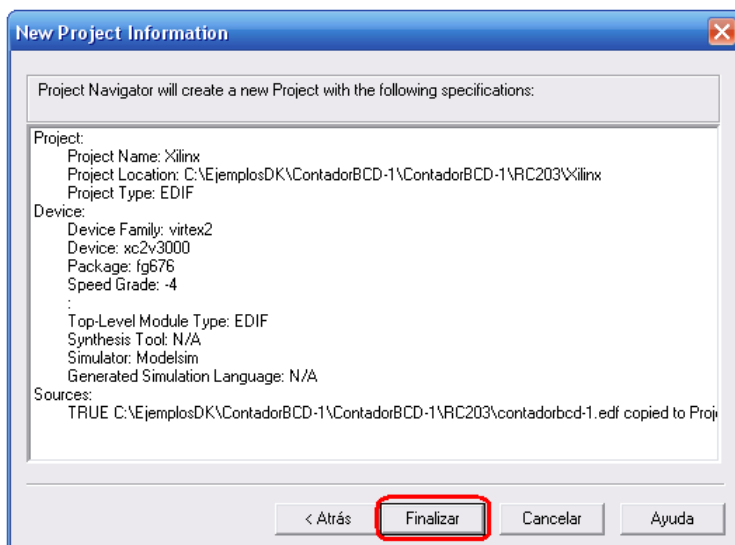 New Project Information
Project Navigator will create a new Project with the following specifications:
Project:
Project Name: Xilinx
Project Location: C:\EjemplosDK\ContadorBCD-1\ContadorBCD-1\RC203\Xilinx
Project Type: EDIF
Device:
Device Family: virtex2
Device: xc2v3000
Package: fg676
Speed Grade: -4
:
Top-Level Module Type: EDIF
Synthesis Tool: N/A
Simulator: Modelsim
Generated Simulation Language: N/A
Sources:
TRUE C:\EjemplosDK\ContadorBCD-1\ContadorBCD-1\RC203\contadorbcd-1.edf copied to Proj
< Atrás Finalizar Cancelar Ayuda